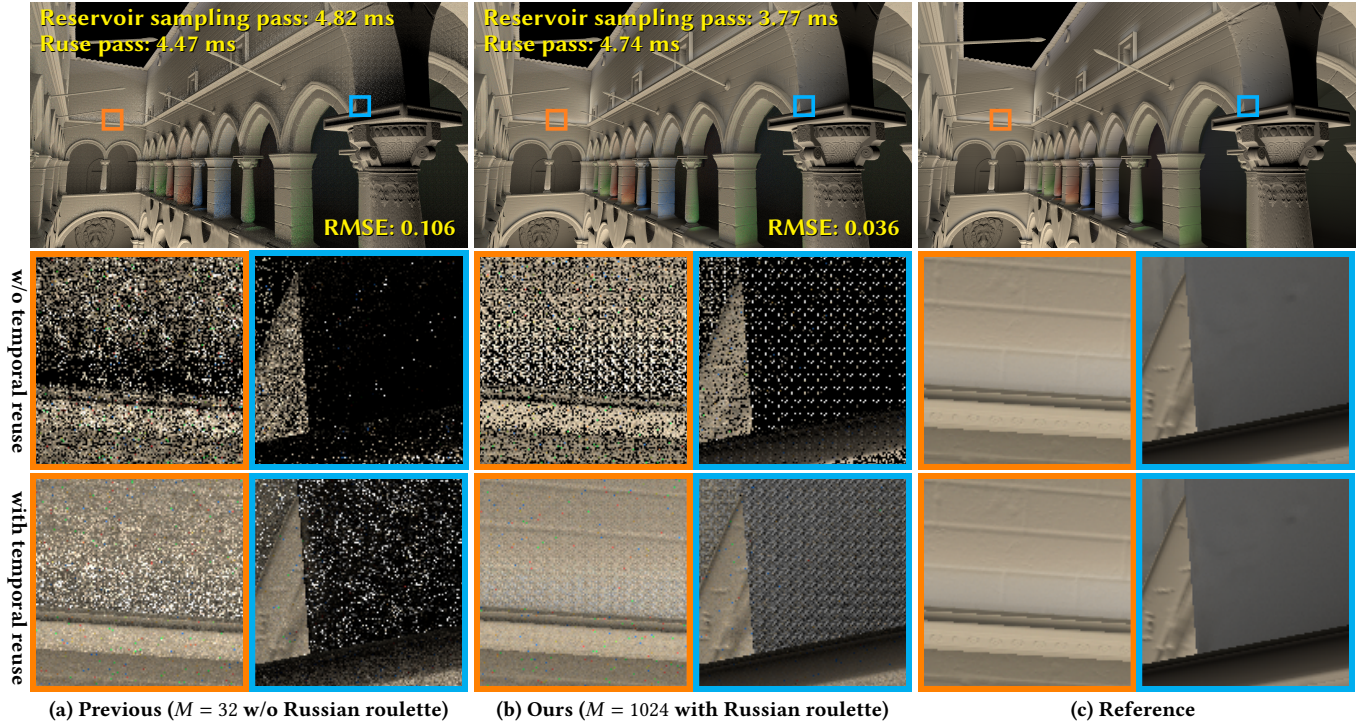 Reservoir sampling pass: 4.82 ms
Ruse pass: 4.47 ms
RMSE: 0.106
Reservoir sampling pass: 3.77 ms
Ruse pass: 4.74 ms
RMSE: 0.036
w/o temporal reuse
with temporal reuse
(a) Previous (M = 32 w/o Russian roulette)
(b) Ours (M = 1024 with Russian roulette)
(c) Reference